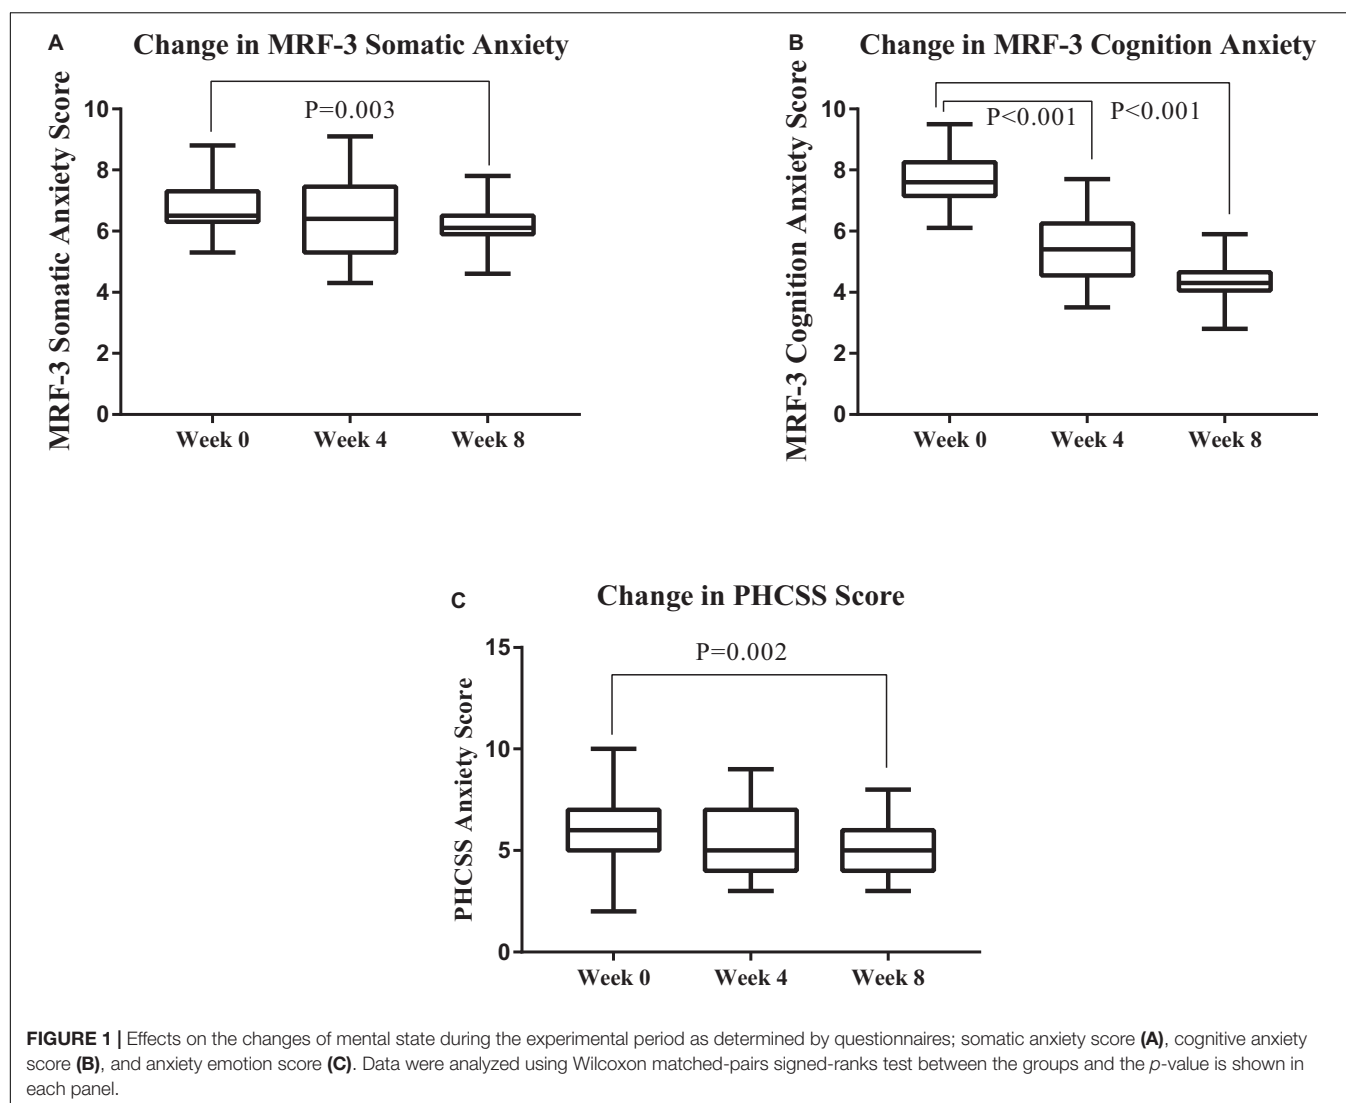 A
Change in MRF-3 Somatic Anxiety
MRF-3 Somatic Anxiety Score
P=0.003
10
8
6
4
2
0
Week 0 Week 4 Week 8
B
Change in MRF-3 Cognition Anxiety
MRF-3 Cognition Anxiety Score
P<0.001 P<0.001
10
8
6
4
2
0
Week 0 Week 4 Week 8
C
Change in PHCSS Score
PHCSS Anxiety Score
P=0.002
15
10
5
0
Week 0 Week 4 Week 8
FIGURE 1 | Effects on the changes of mental state during the experimental period as determined by questionnaires; somatic anxiety score (A), cognitive anxiety
score (B), and anxiety emotion score (C). Data were analyzed using Wilcoxon matched-pairs signed-ranks test between the groups and the p-value is shown in
each panel.